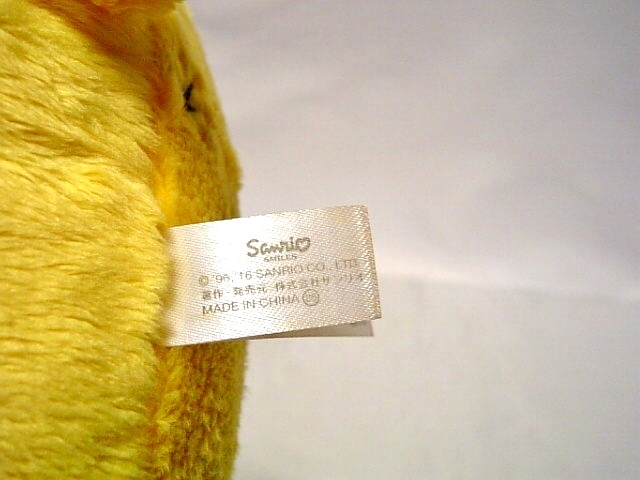 Sanrio
SMILES
© '96, '16 SANRIO CO., LTD.
著作・発売元 株式会社サンリオ
MADE IN CHINA